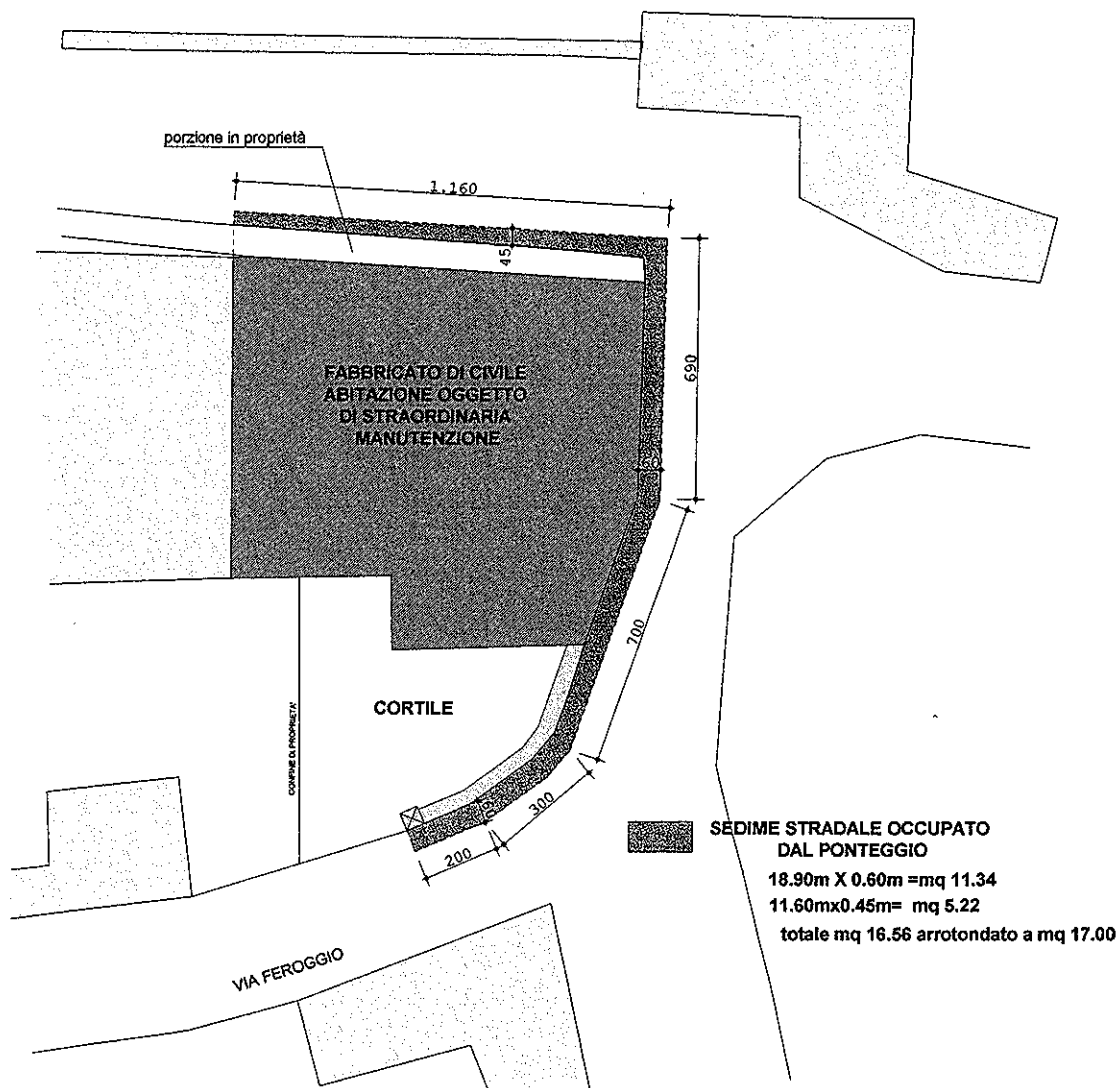 porzione in proprietà
1.160
45
690
FABBRICATO DI CIVILE
ABITAZIONE OGGETTO
DI STRAORDINARIA
MANUTENZIONE
60
700
CORTILE
CONFINE DI PROPRIETA'
60
300
200
SEDIME STRADALE OCCUPATO
DAL PONTEGGIO
18.90m X 0.60m =mq 11.34
11.60mx0.45m= mq 5.22
totale mq 16.56 arrotondato a mq 17.00
VIA FEROGGIO